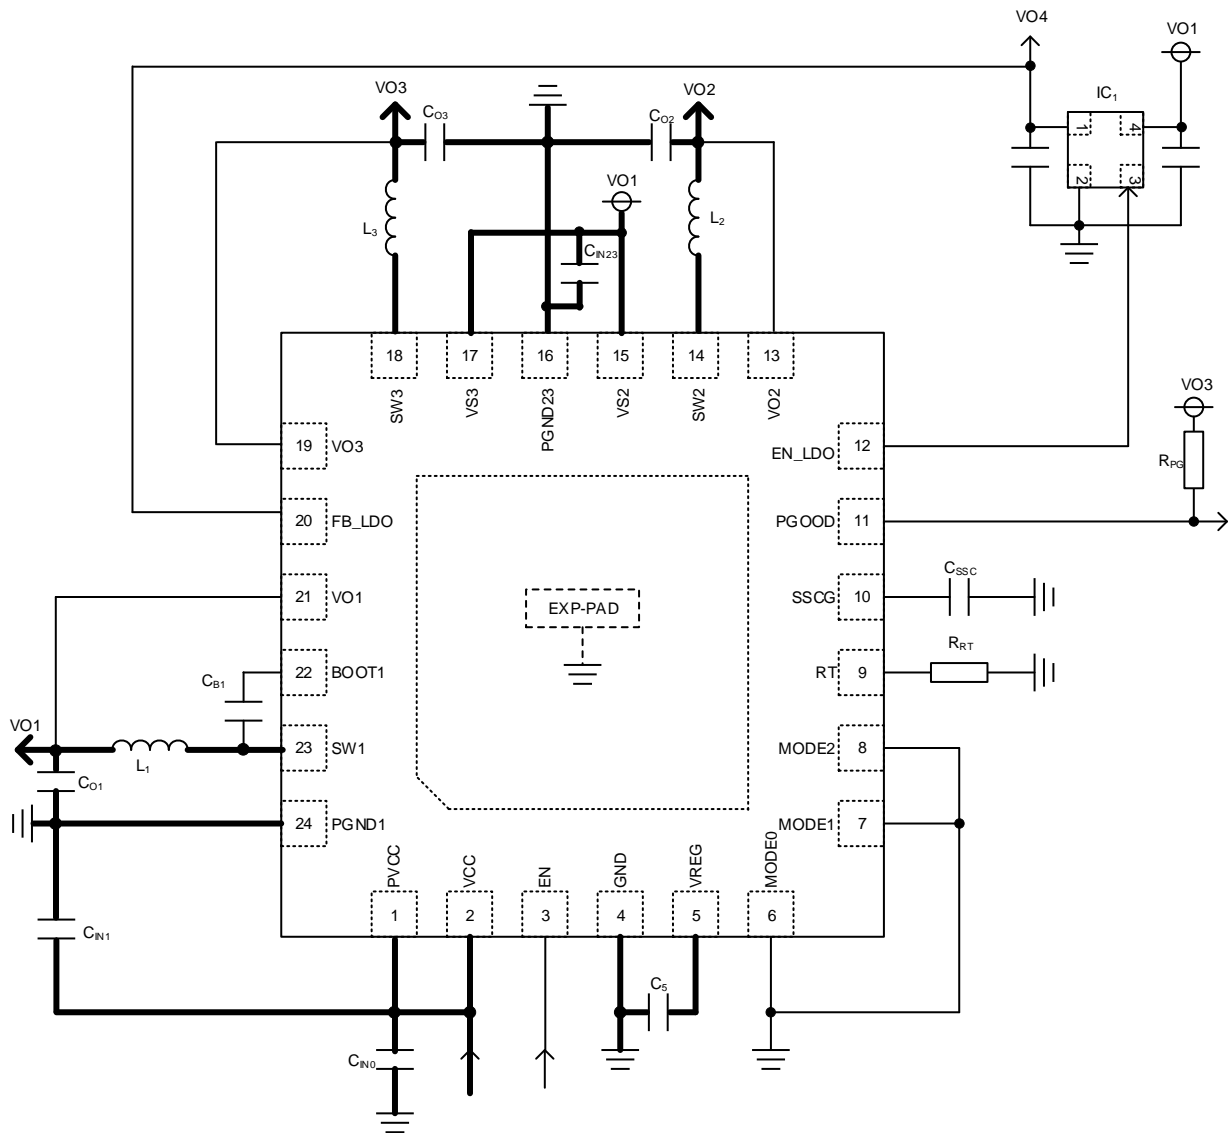 VO4
VO1
IC1
1
4
2
3
VO3
CO3
CO2
VO2
VO1
L3
CIN23
L2
18
17
16
15
14
13
SW3
VS3
PGND23
VS2
SW2
VO2
VO3
RPG
19
VO3
EN_LDO
12
20
FB_LDO
PGOOD
11
21
VO1
EXP-PAD
SSCG
10
CSSC
22
BOOT1
CB1
RT
9
RRT
VO1
L1
23
SW1
MODE2
8
CO1
24
PGND1
MODE1
7
PVCC
VCC
EN
GND
VREG
MODE0
1
2
3
4
5
6
CIN1
C5
CIN0